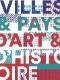 VILLES
& PAYS
D'ART &
D'HISTOIRE